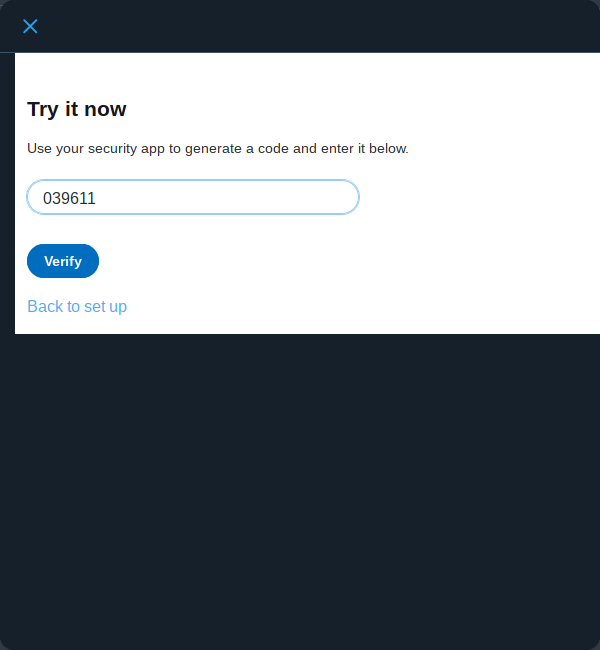 Try it now
Use your security app to generate a code and enter it below.
039611
Verify
Back to set up